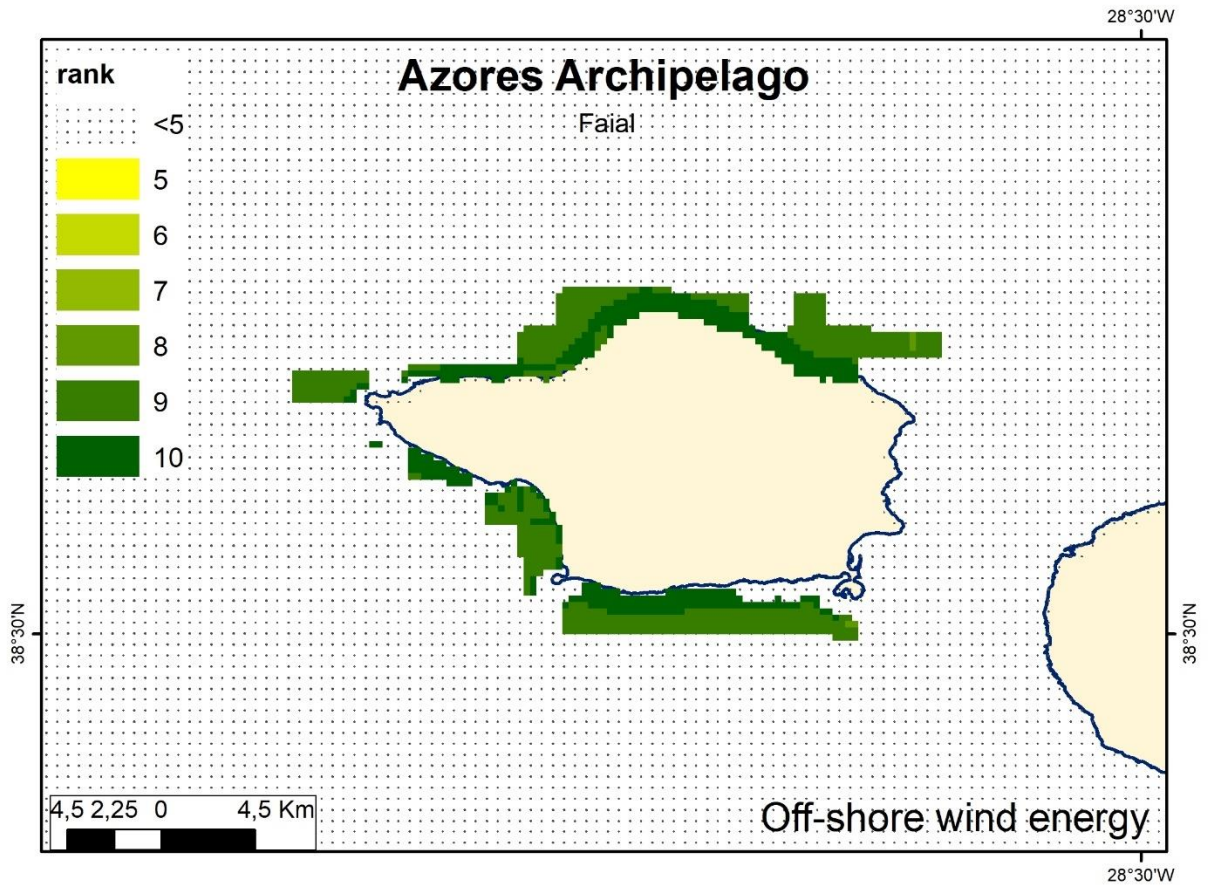 28°30'W
rank
Azores Archipelago
Faial
<5
5
6
7
8
9
10
38°30'N
38°30'N
4,5 2,25 0 4,5 Km
Off-shore wind energy
28°30'W